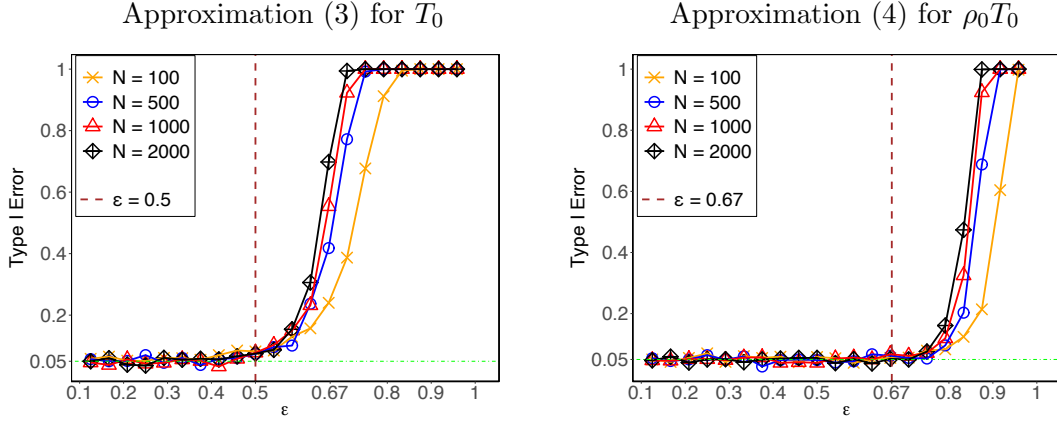 Approximation (3) for T₀
Type I Error
1
0.8
0.6
0.4
0.2
0.05
N = 100
N = 500
N = 1000
N = 2000
ε = 0.5
0.1 0.2 0.3 0.4 0.5 0.67 0.8 0.9 1
ε
Approximation (4) for ρ₀T₀
Type I Error
1
0.8
0.6
0.4
0.2
0.05
N = 100
N = 500
N = 1000
N = 2000
ε = 0.67
0.1 0.2 0.3 0.4 0.5 0.67 0.8 0.9 1
ε